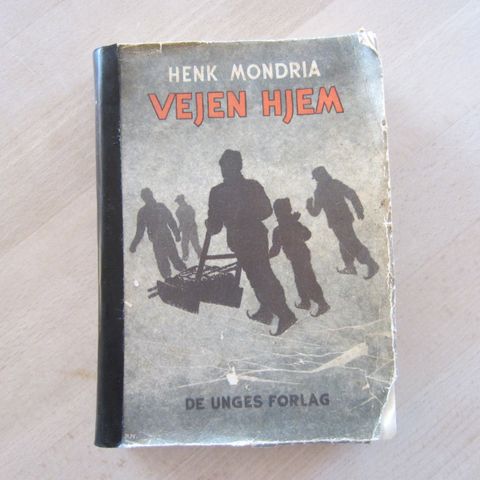 HENK MONDRIA
VEJEN HJEM
DE UNGES FORLAG